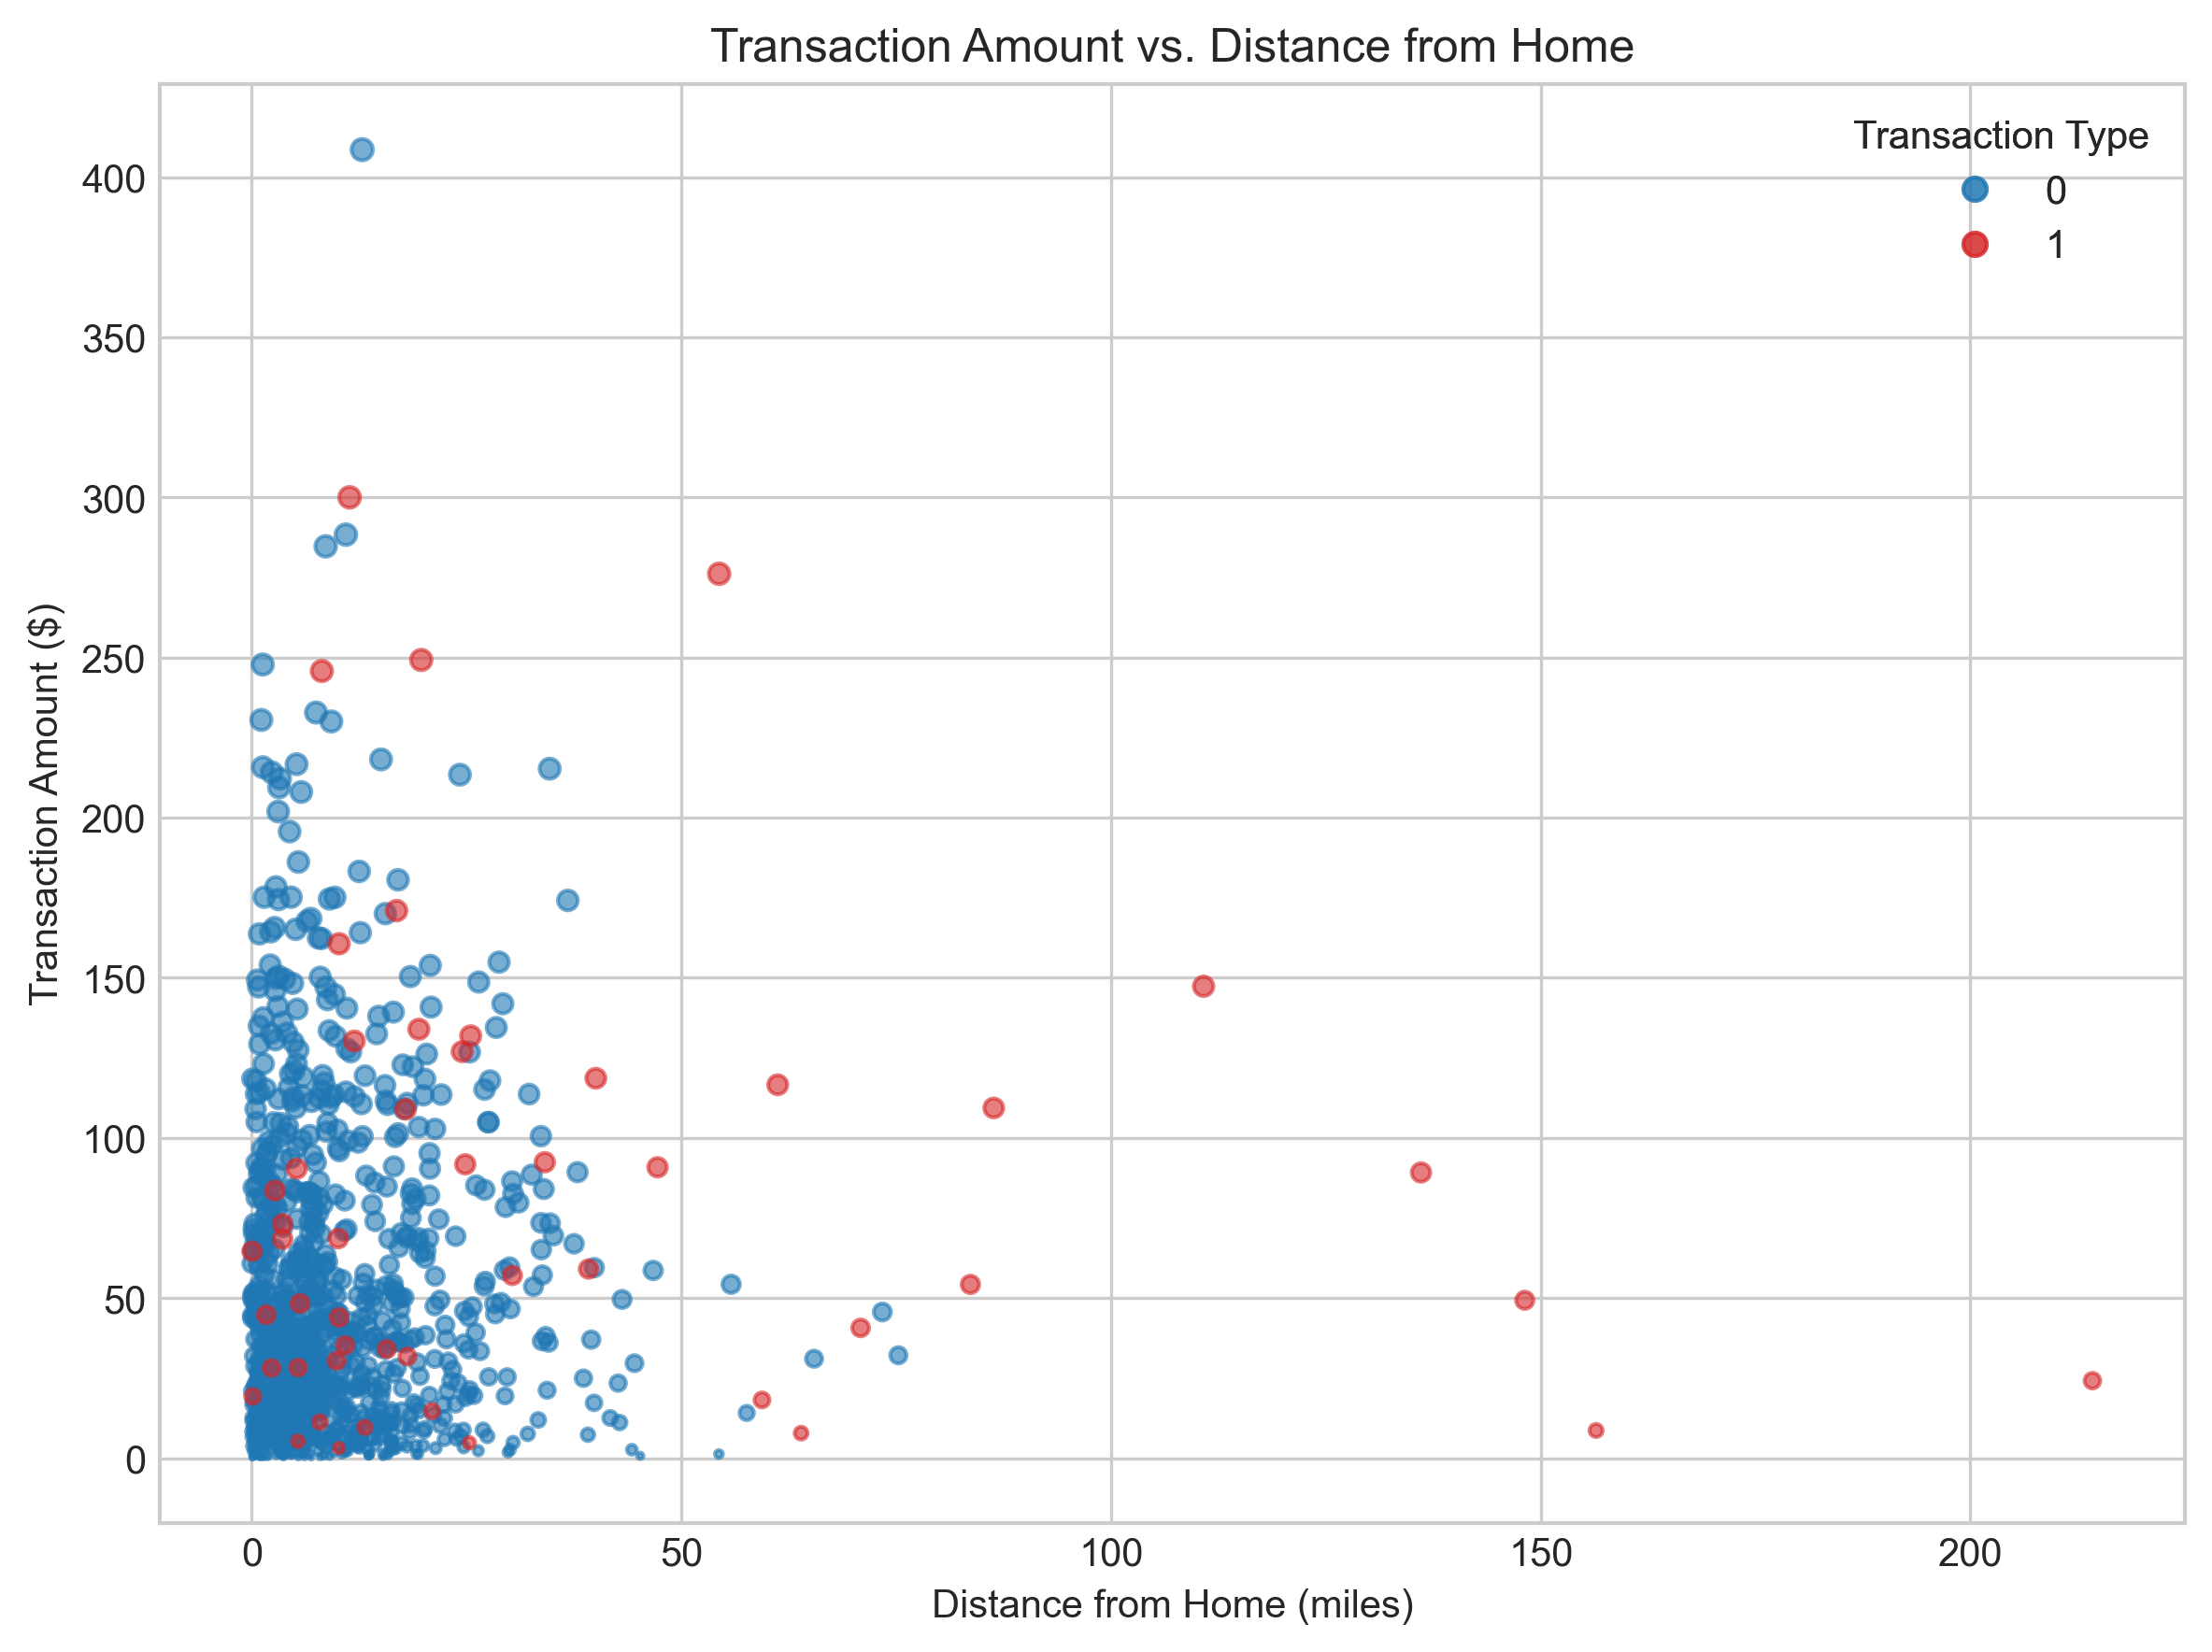 Transaction Amount vs. Distance from Home
Transaction Type
0
1
Transaction Amount ($)
400
350
300
250
200
150
100
50
0
0 50 100 150 200
Distance from Home (miles)